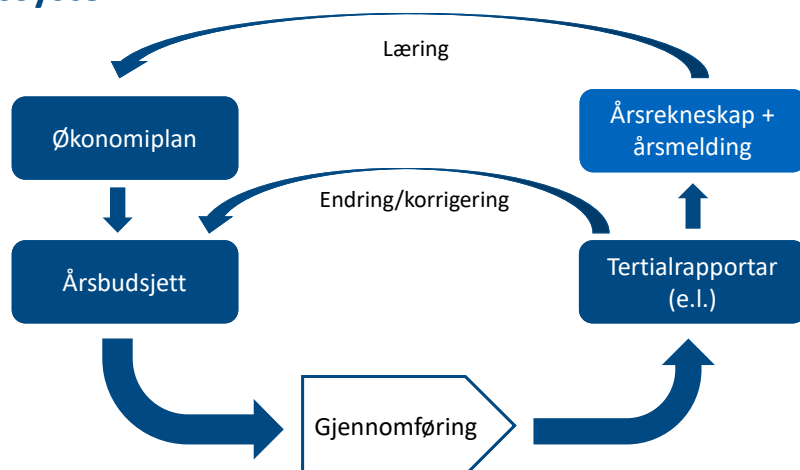 Læring
Økonomiplan
Årsrekneskap +
årsmelding
Endring/korrigering
Årsbudsjett
Tertialrapportar
(e.l.)
Gjennomføring